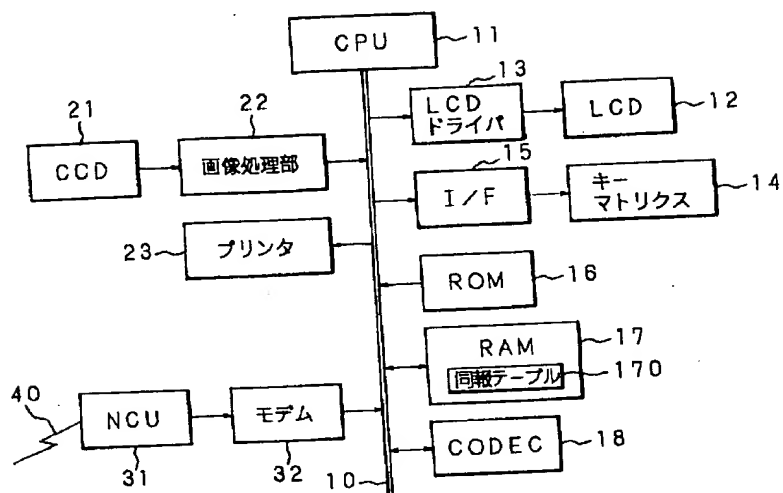 CPU
11
13
21
22
LCD
ドライバ
LCD
12
CCD
画像処理部
15
I/F
キー
マトリクス
14
23
プリンタ
ROM
16
RAM
17
同報テーブル
170
40
NCU
モデム
CODEC
18
31
32
10